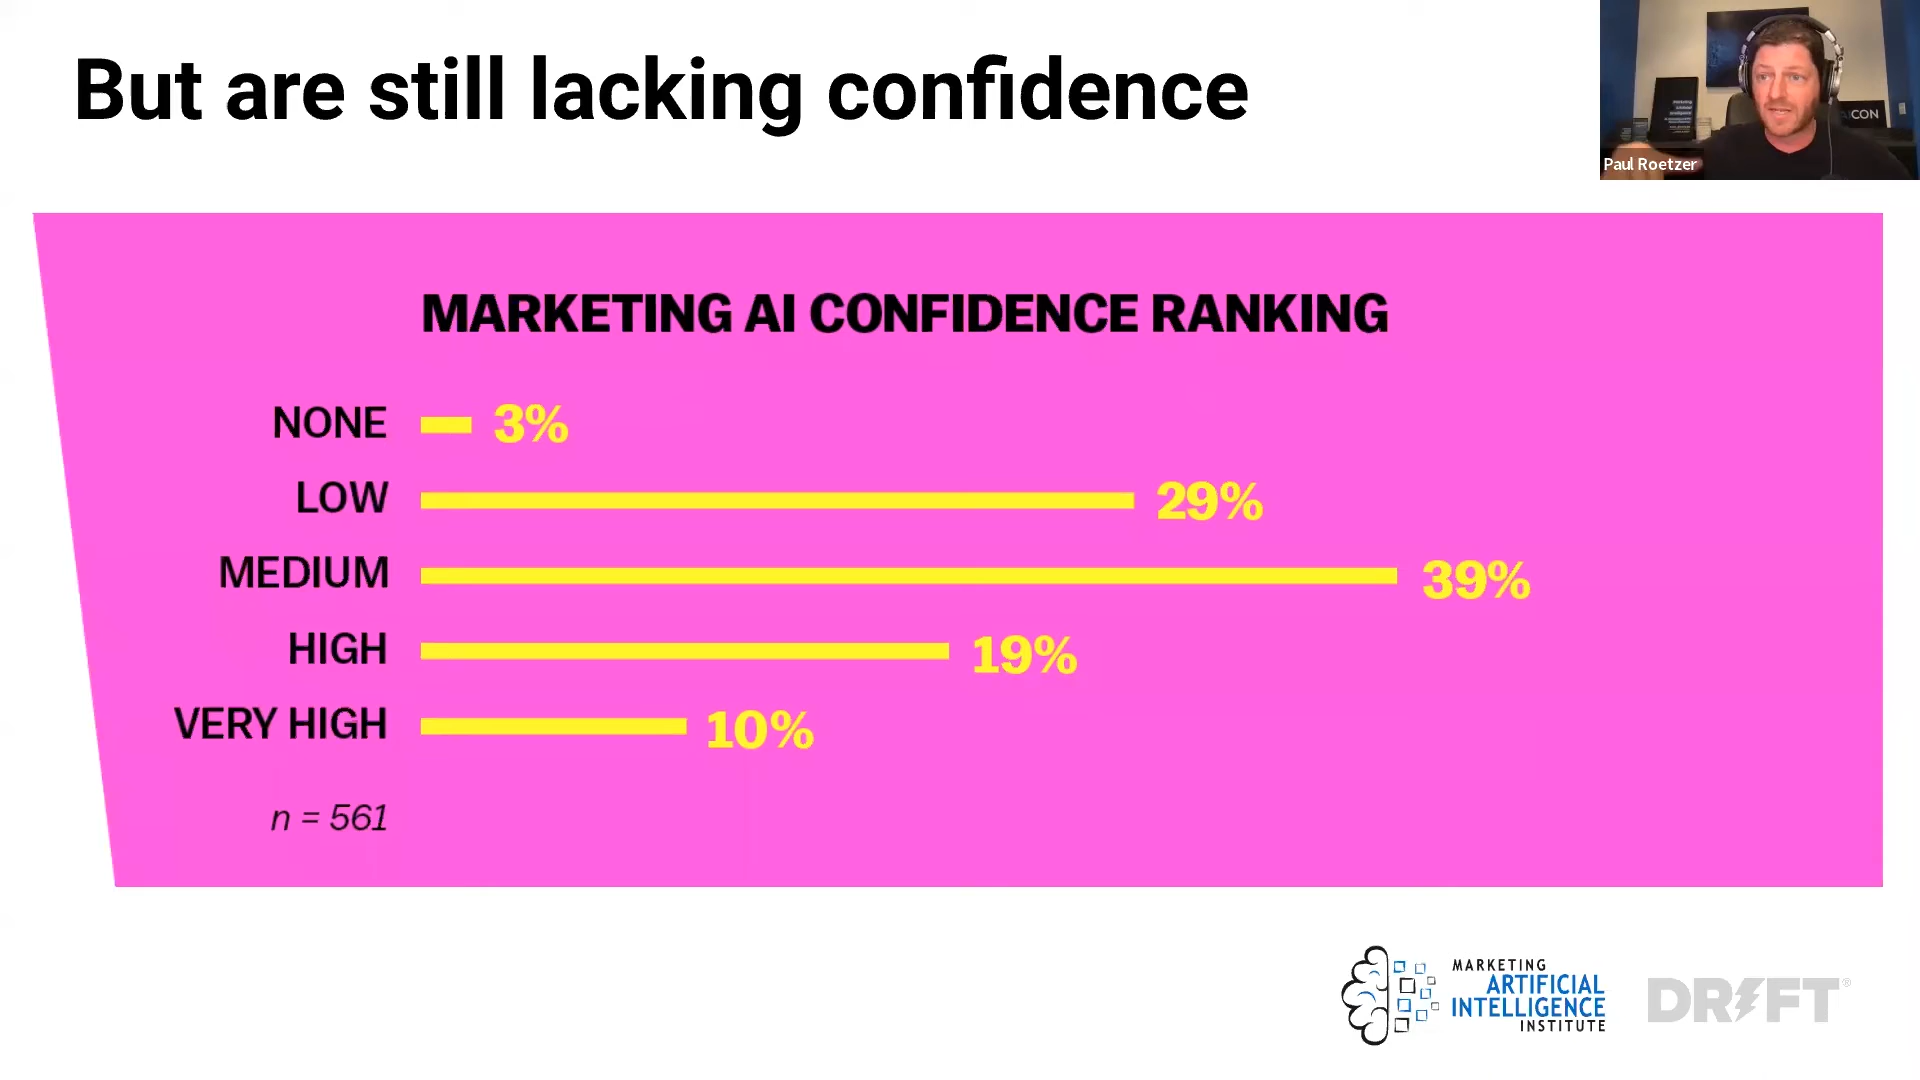 But are still lacking confidence
CON
Paul Roetzer
MARKETING AI CONFIDENCE RANKING
NONE 3%
LOW 29%
MEDIUM 39%
HIGH 19%
VERY HIGH 10%
n = 561
MARKETING
ARTIFICIAL
INTELLIGENCE
INSTITUTE
DRIFT®